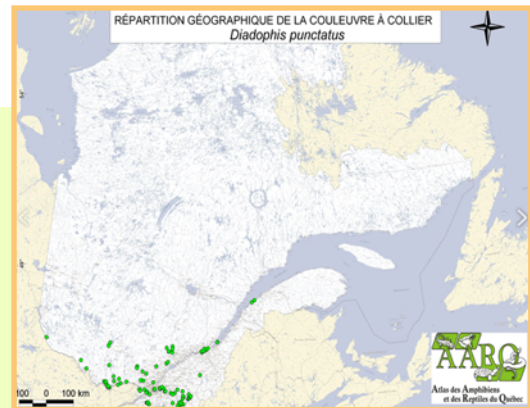 RÉPARTITION GÉOGRAPHIQUE DE LA COULEUVRE À COLLIER
Diadophis punctatus
100 0 100 km
AARQ
Atlas des Amphibiens
et des Reptiles du Québec